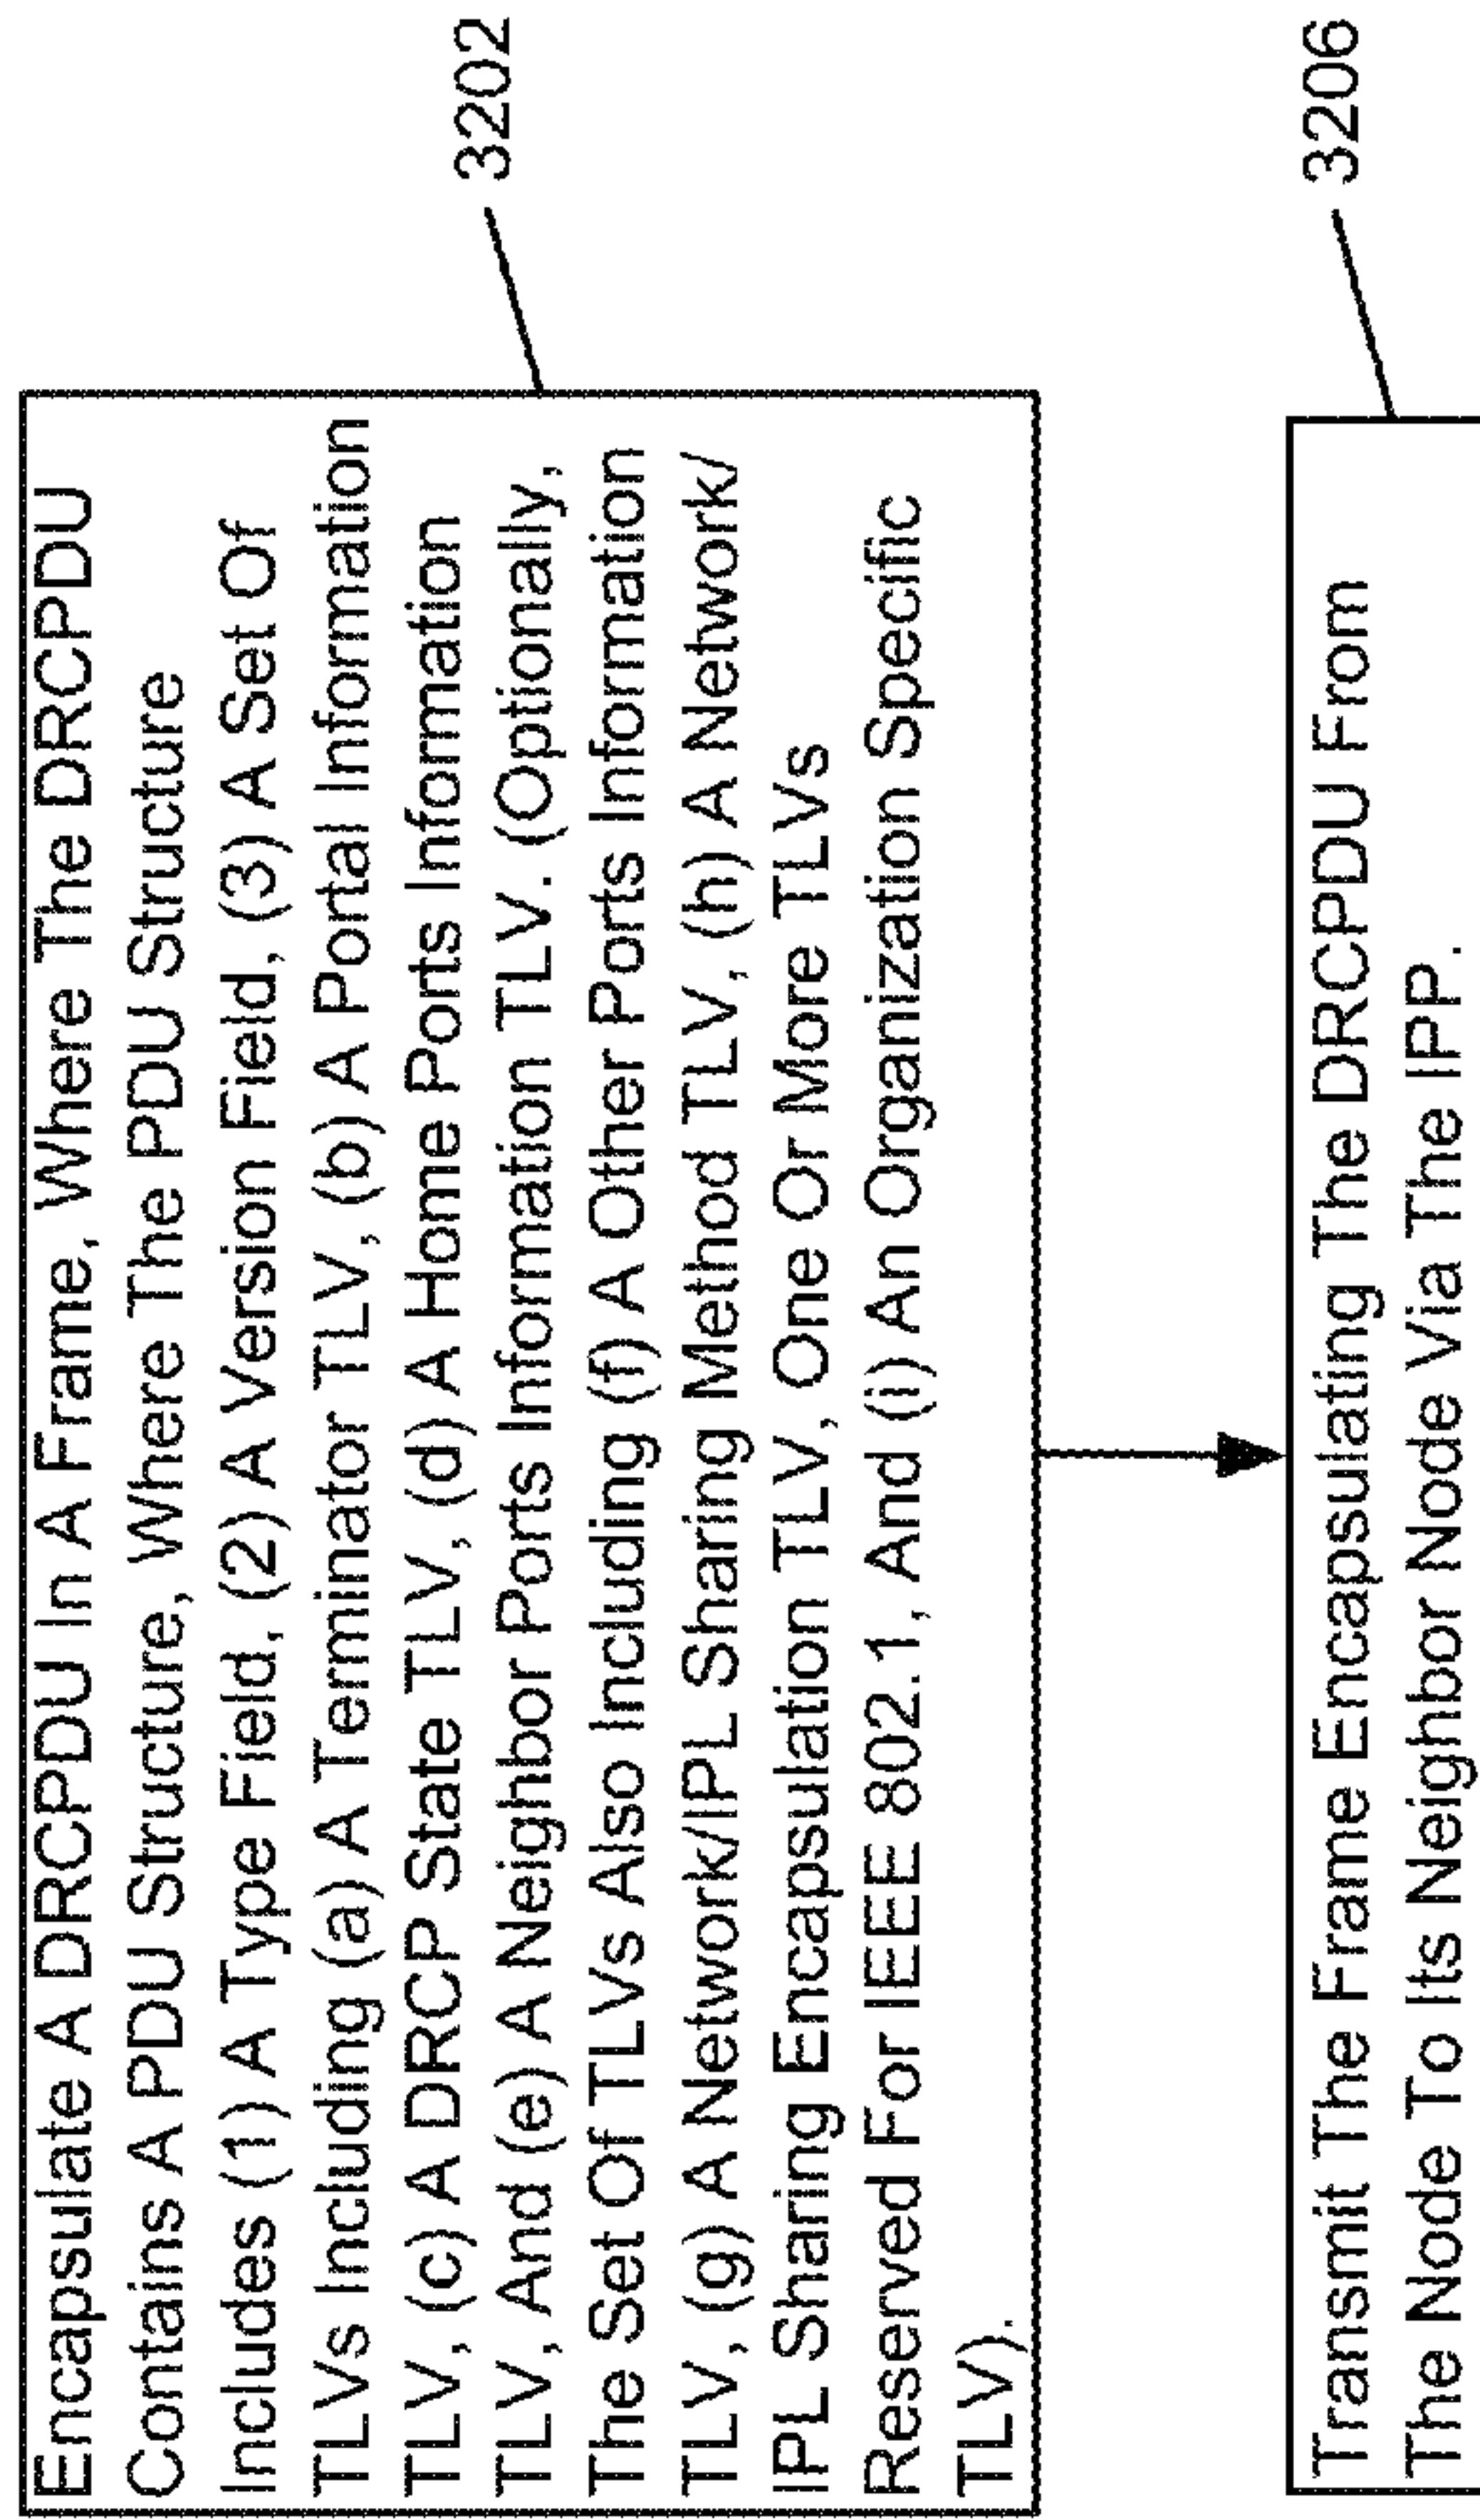 Encapsulate A DRCPDU In A Frame, Where The DRCPDU
Contains A PDU Structure, Where The PDU Structure
Includes (1) A Type Field, (2) A Version Field, (3) A Set Of
TLVs Including (a) A Terminator TLV, (b) A Portal Information
TLV, (c) A DRCP State TLV, (d) A Home Ports Information
TLV, And (e) A Neighbor Ports Information TLV. (Optionally,
The Set Of TLVs Also Including (f) A Other Ports Information
TLV, (g) A Network/IPL Sharing Method TLV, (h) A Network/
IPL Sharing Encapsulation TLV, One Or More TLVs
Reserved For IEEE 802.1, And (i) An Organization Specific
TLV).
3202
Transmit The Frame Encapsulating The DRCPDU From
The Node To Its Neighbor Node Via The IPP.
3206